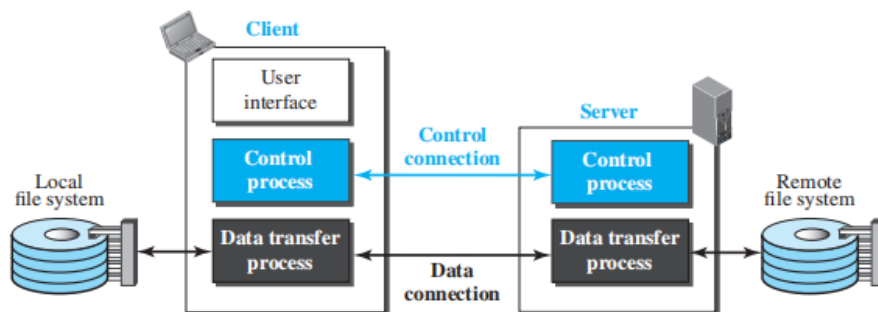 Client
User
interface
Server
Control
connection
Control
process
Control
process
Local
file system
Remote
file system
Data transfer
process
Data transfer
process
Data
connection